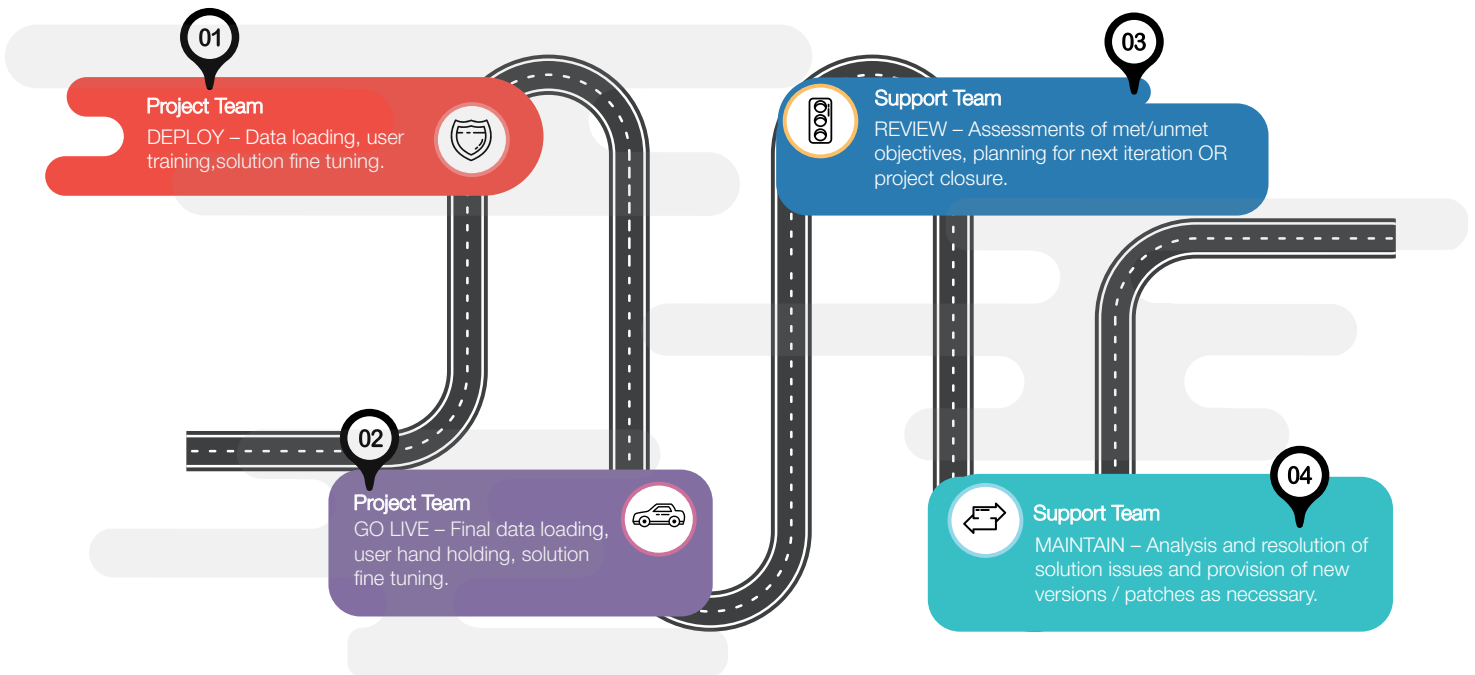 01
Project Team
DEPLOY – Data loading, user
training,solution fine tuning.
02
Project Team
GO LIVE – Final data loading,
user hand holding, solution
fine tuning.
03
Support Team
REVIEW – Assessments of met/unmet
objectives, planning for next iteration OR
project closure.
04
Support Team
MAINTAIN – Analysis and resolution of
solution issues and provision of new
versions / patches as necessary.